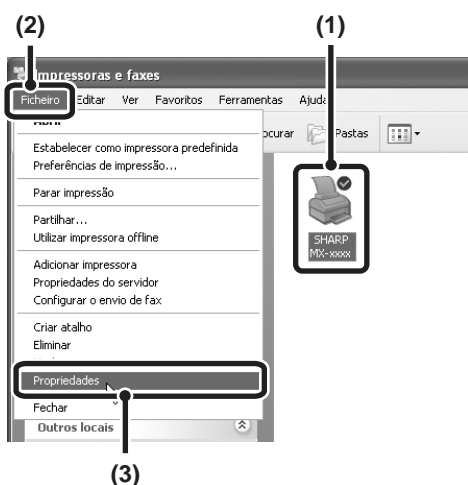 (2)
(1)
Impressoras e faxes
Ficheiro Editar Ver Favoritos Ferramentas Ajuda
Abrir
ocurar Pastas
Estabelecer como impressora predefinida
Preferências de impressão...
Parar impressão
Partilhar...
Utilizar impressora offline
SHARP
MX-xxxx
Adicionar impressora
Propriedades do servidor
Configurar o envio de fax
Criar atalho
Eliminar
Propriedades
Fechar
Outros locais
(3)